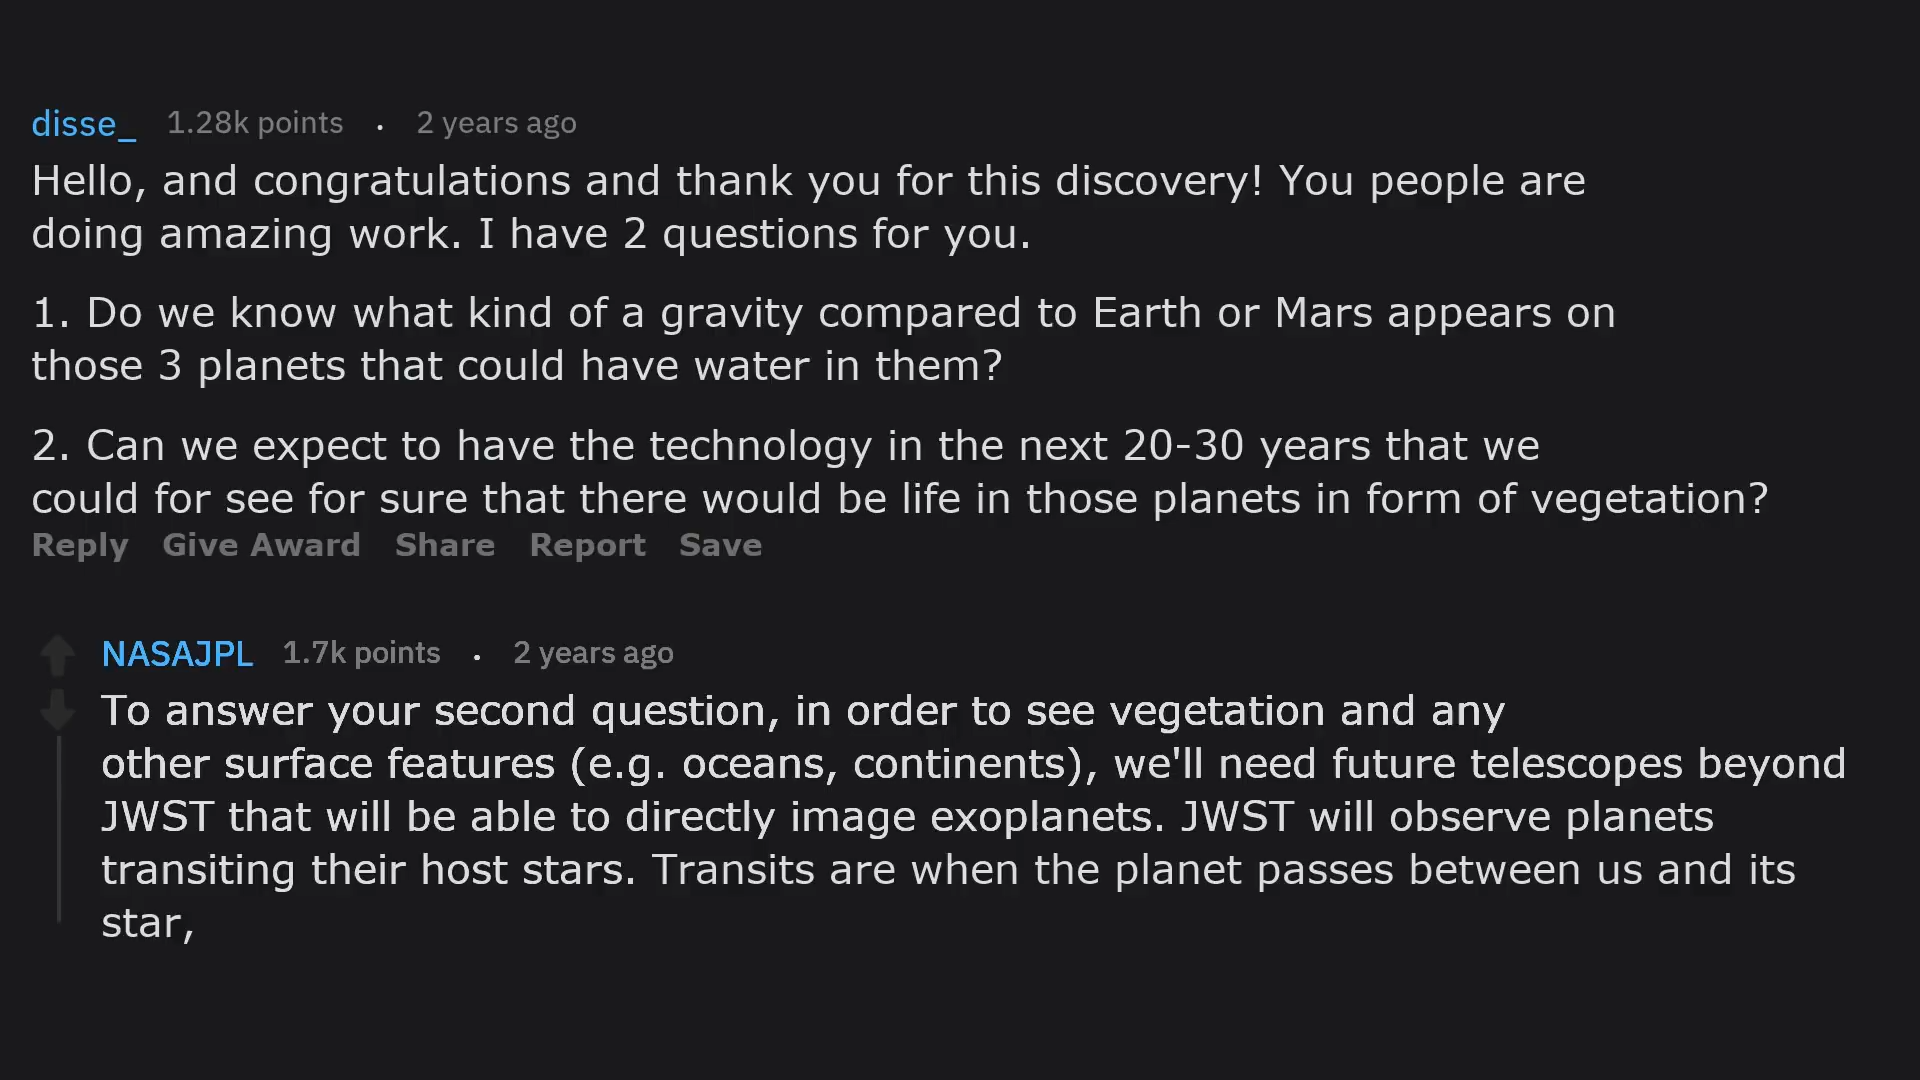 disse_ 1.28k points . 2 years ago
Hello, and congratulations and thank you for this discovery! You people are
doing amazing work. I have 2 questions for you.
1. Do we know what kind of a gravity compared to Earth or Mars appears on
those 3 planets that could have water in them?
2. Can we expect to have the technology in the next 20-30 years that we
could for see for sure that there would be life in those planets in form of vegetation?
Reply Give Award Share Report Save
NASAJPL 1.7k points . 2 years ago
To answer your second question, in order to see vegetation and any
other surface features (e.g. oceans, continents), we'll need future telescopes beyond
JWST that will be able to directly image exoplanets. JWST will observe planets
transiting their host stars. Transits are when the planet passes between us and its
star,